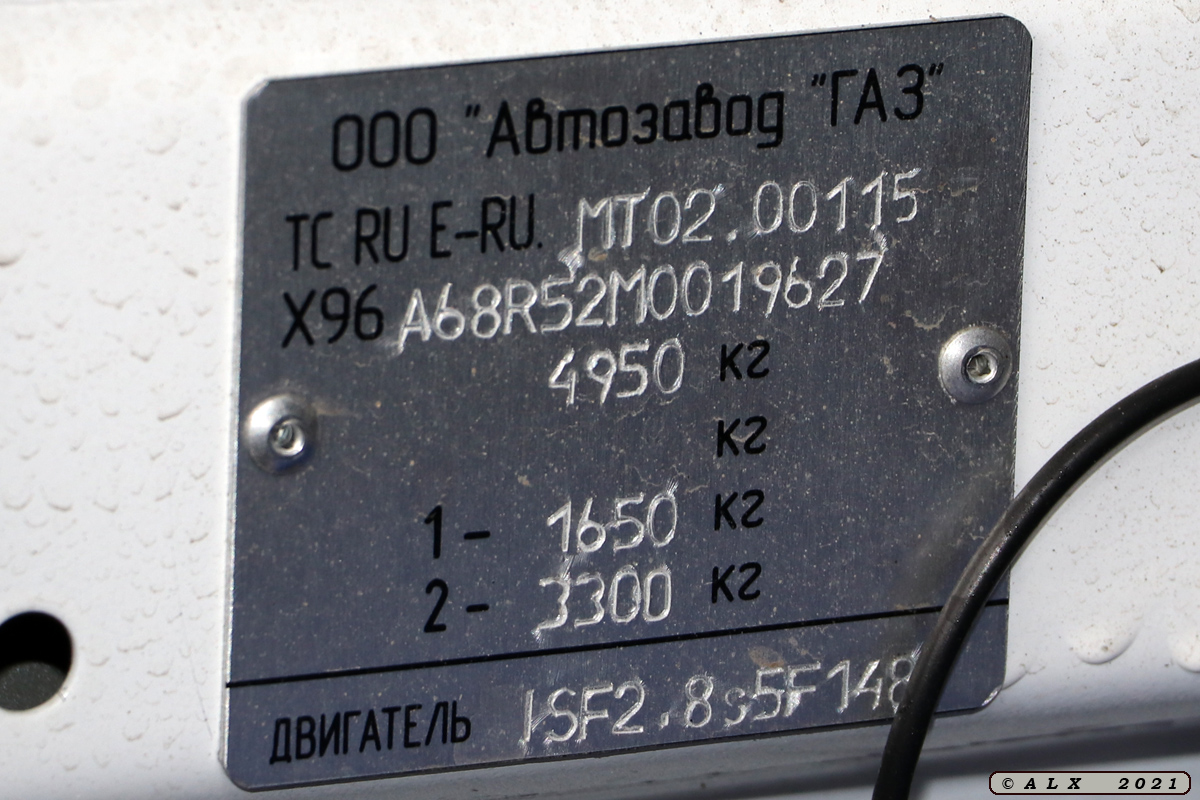 ООО "Автозавод "ГАЗ"
ТС RU E-RU. МТ02.00115
X96 A68R52M0019627
4950 кг
кг
1 - 1650 кг
2 - 3300 кг
ДВИГАТЕЛЬ ISF2.8s5F148
© ALX 2021